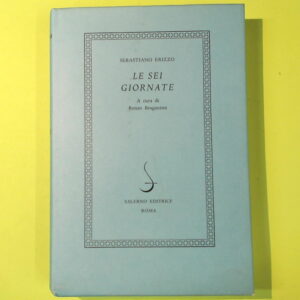 SEBASTIANO ERIZZO
LE SEI
GIORNATE
A cura di
Renzo Bragantini
SALERNO EDITRICE
ROMA